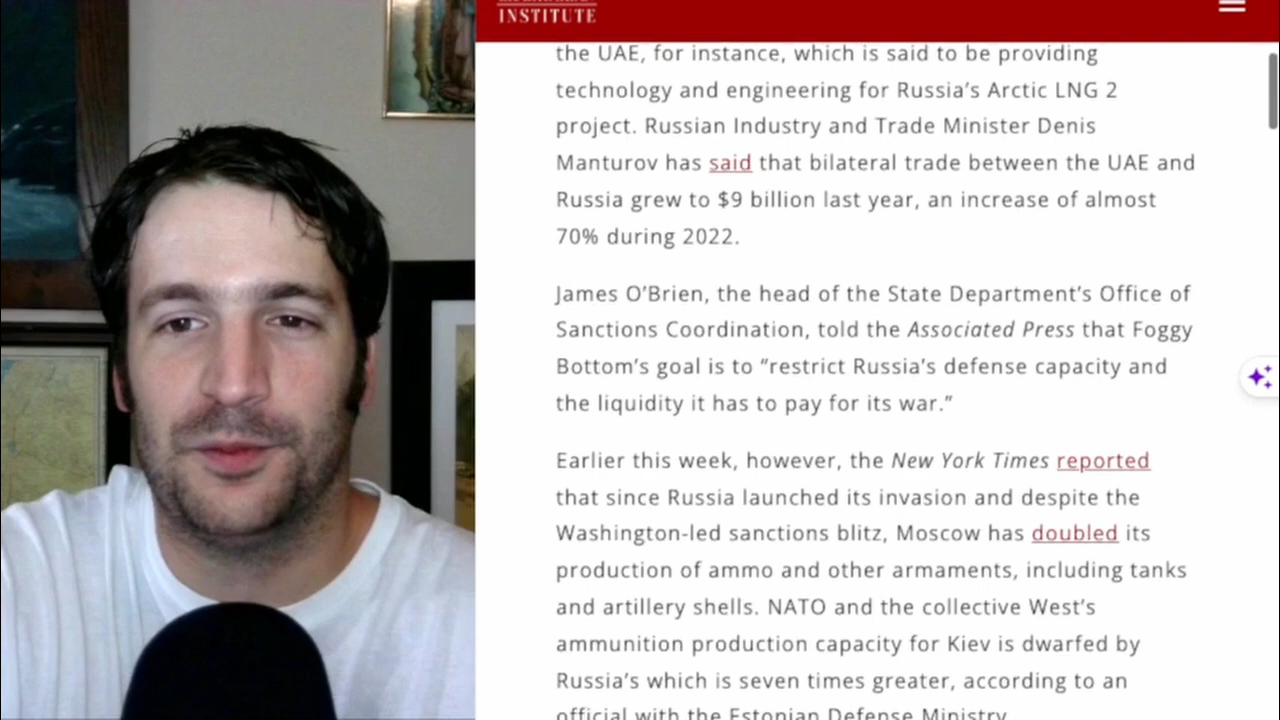 INSTITUTE
the UAE, for instance, which is said to be providing
technology and engineering for Russia’s Arctic LNG 2
project. Russian Industry and Trade Minister Denis
Manturov has said that bilateral trade between the UAE and
Russia grew to $9 billion last year, an increase of almost
70% during 2022.
James O’Brien, the head of the State Department’s Office of
Sanctions Coordination, told the Associated Press that Foggy
Bottom’s goal is to “restrict Russia’s defense capacity and
the liquidity it has to pay for its war.”
Earlier this week, however, the New York Times reported
that since Russia launched its invasion and despite the
Washington-led sanctions blitz, Moscow has doubled its
production of ammo and other armaments, including tanks
and artillery shells. NATO and the collective West’s
ammunition production capacity for Kiev is dwarfed by
Russia’s which is seven times greater, according to an
official with the Estonian Defense Ministry.